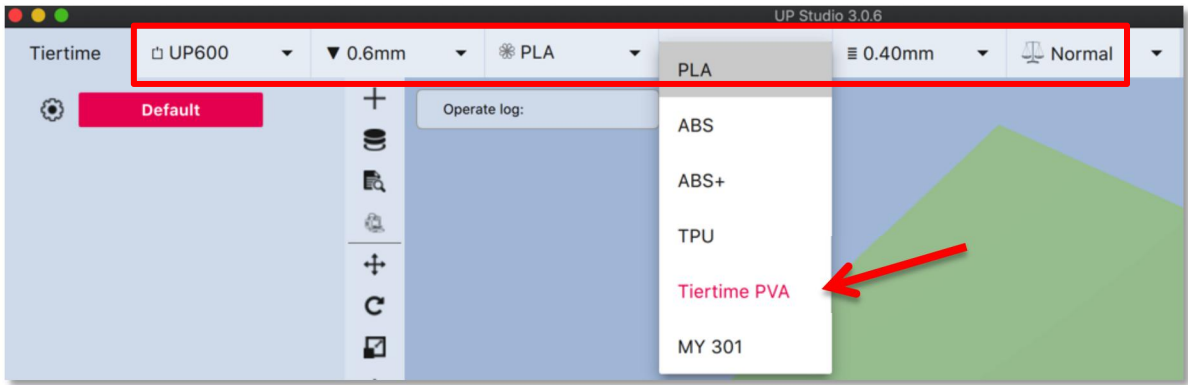 UP Studio 3.0.6
Tiertime UP600 0.6mm PLA 0.40mm Normal
Default
Operate log:
PLA
ABS
ABS+
TPU
Tiertime PVA
MY 301